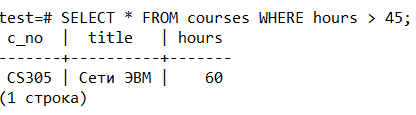 test=# SELECT * FROM courses WHERE hours > 45;
 c_no  |  title   | hours
-------+----------+-------
 CS305 | Сети ЭВМ |    60
(1 строка)